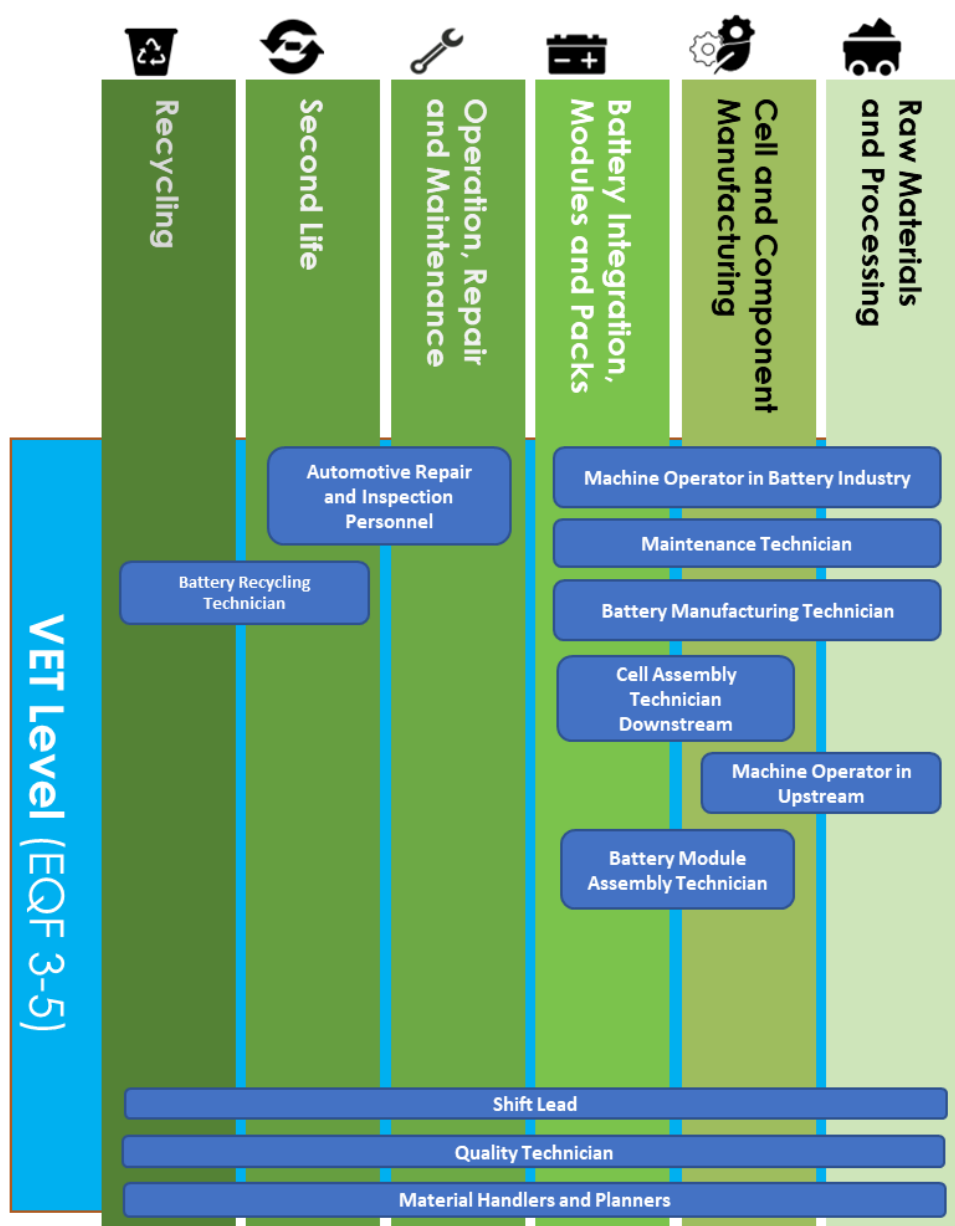 Recycling
Second Life
Operation, Repair
and Maintenance
Battery Integration,
Modules and Packs
Cell and Component
Manufacturing
Raw Materials
and Processing
VET Level (EQF 3-5)
Automotive Repair
and Inspection
Personnel
Machine Operator in Battery Industry
Maintenance Technician
Battery Recycling
Technician
Battery Manufacturing Technician
Cell Assembly
Technician
Downstream
Machine Operator in
Upstream
Battery Module
Assembly Technician
Shift Lead
Quality Technician
Material Handlers and Planners